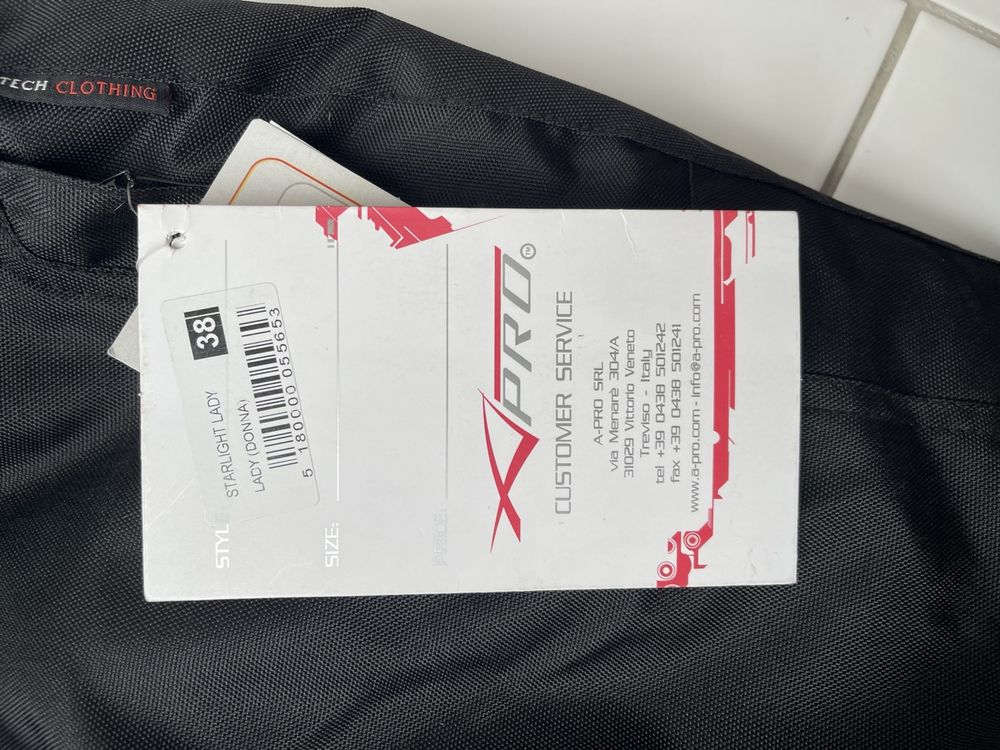 TECH CLOTHING
38
STARLIGHT LADY
LADY (DONNA)
5 180000 055653
STYLE
SIZE:
PRICE:
A-PRO™
CUSTOMER SERVICE
A-PRO SRL
via Menarè 304/A
31029 Vittorio Veneto
Treviso - Italy
tel +39 0438 501242
fax +39 0438 501241
www.a-pro.com - Info@a-pro.com